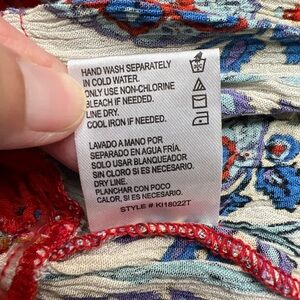 HAND WASH SEPARATELY
IN COLD WATER.
ONLY USE NON-CHLORINE
BLEACH IF NEEDED.
LINE DRY.
COOL IRON IF NEEDED.
LAVADO A MANO POR
SEPARADO EN AGUA FRÍA.
SOLO USAR BLANQUEADOR
SIN CLORO SI ES NECESARIO.
DRY LINE.
PLANCHAR CON POCO
CALOR, SI ES NECESARIO.
STYLE # KI18022T